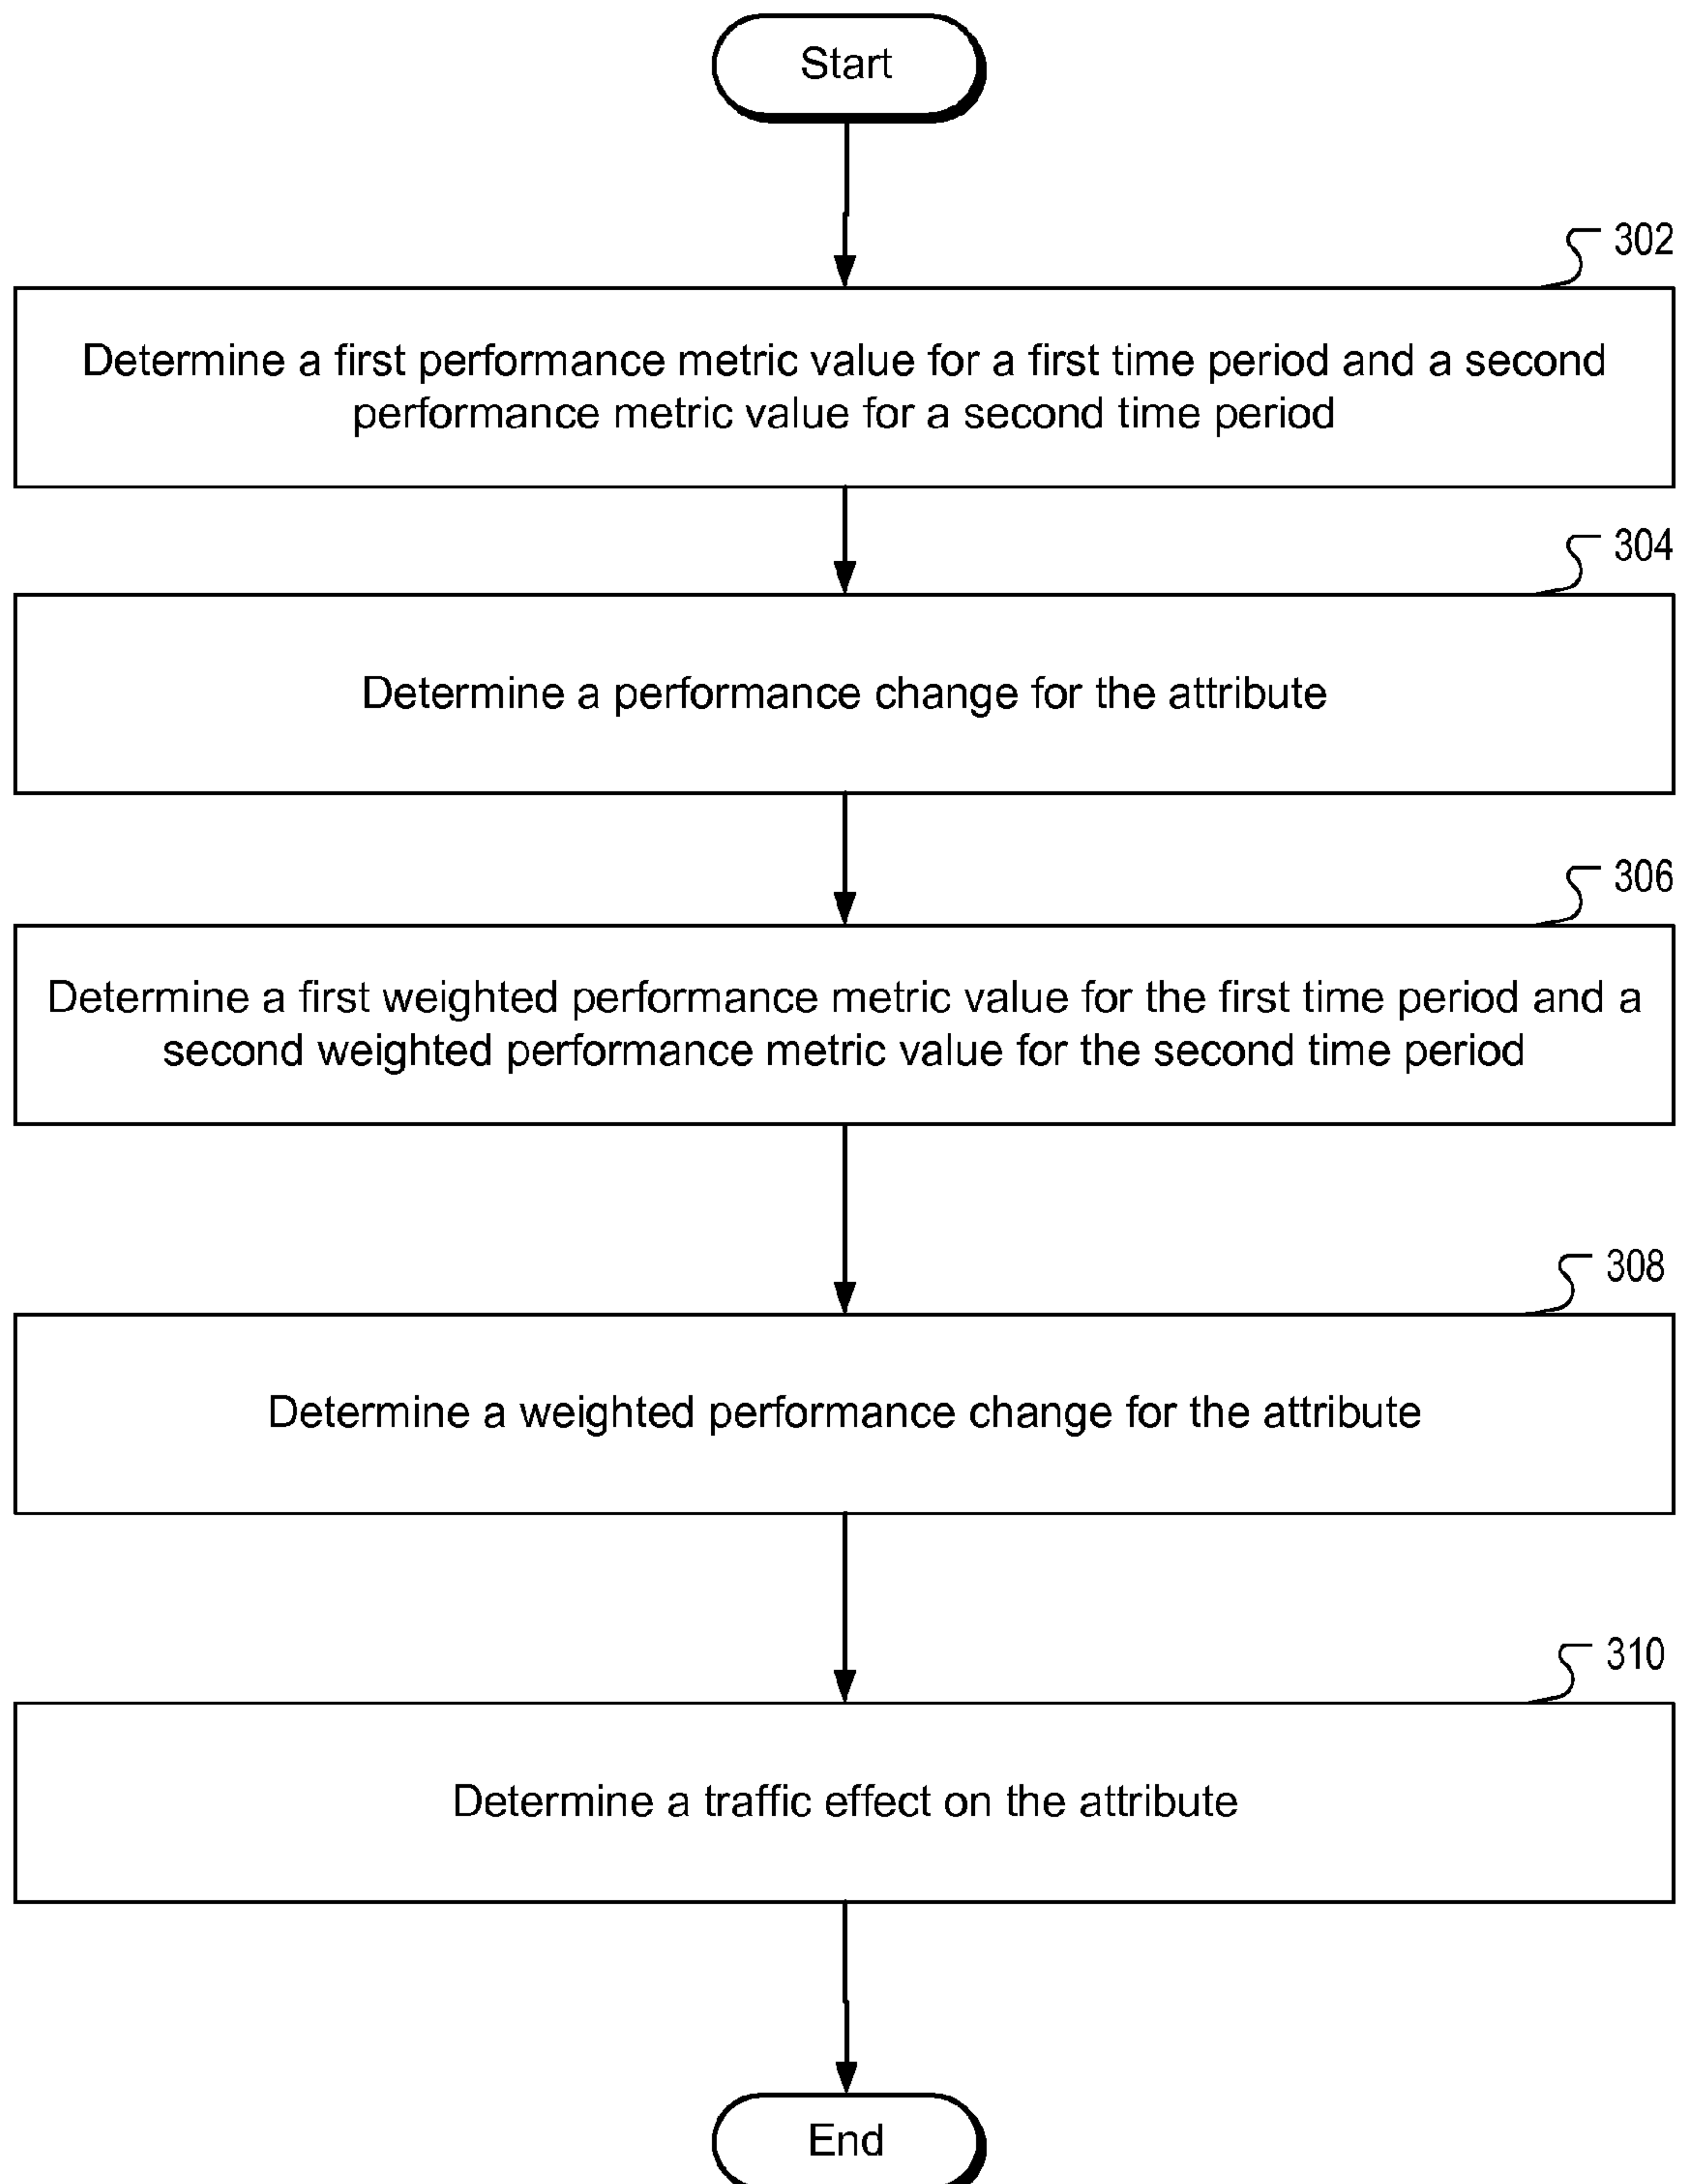 Start
302
Determine a first performance metric value for a first time period and a second
performance metric value for a second time period
304
Determine a performance change for the attribute
306
Determine a first weighted performance metric value for the first time period and a
second weighted performance metric value for the second time period
308
Determine a weighted performance change for the attribute
310
Determine a traffic effect on the attribute
End